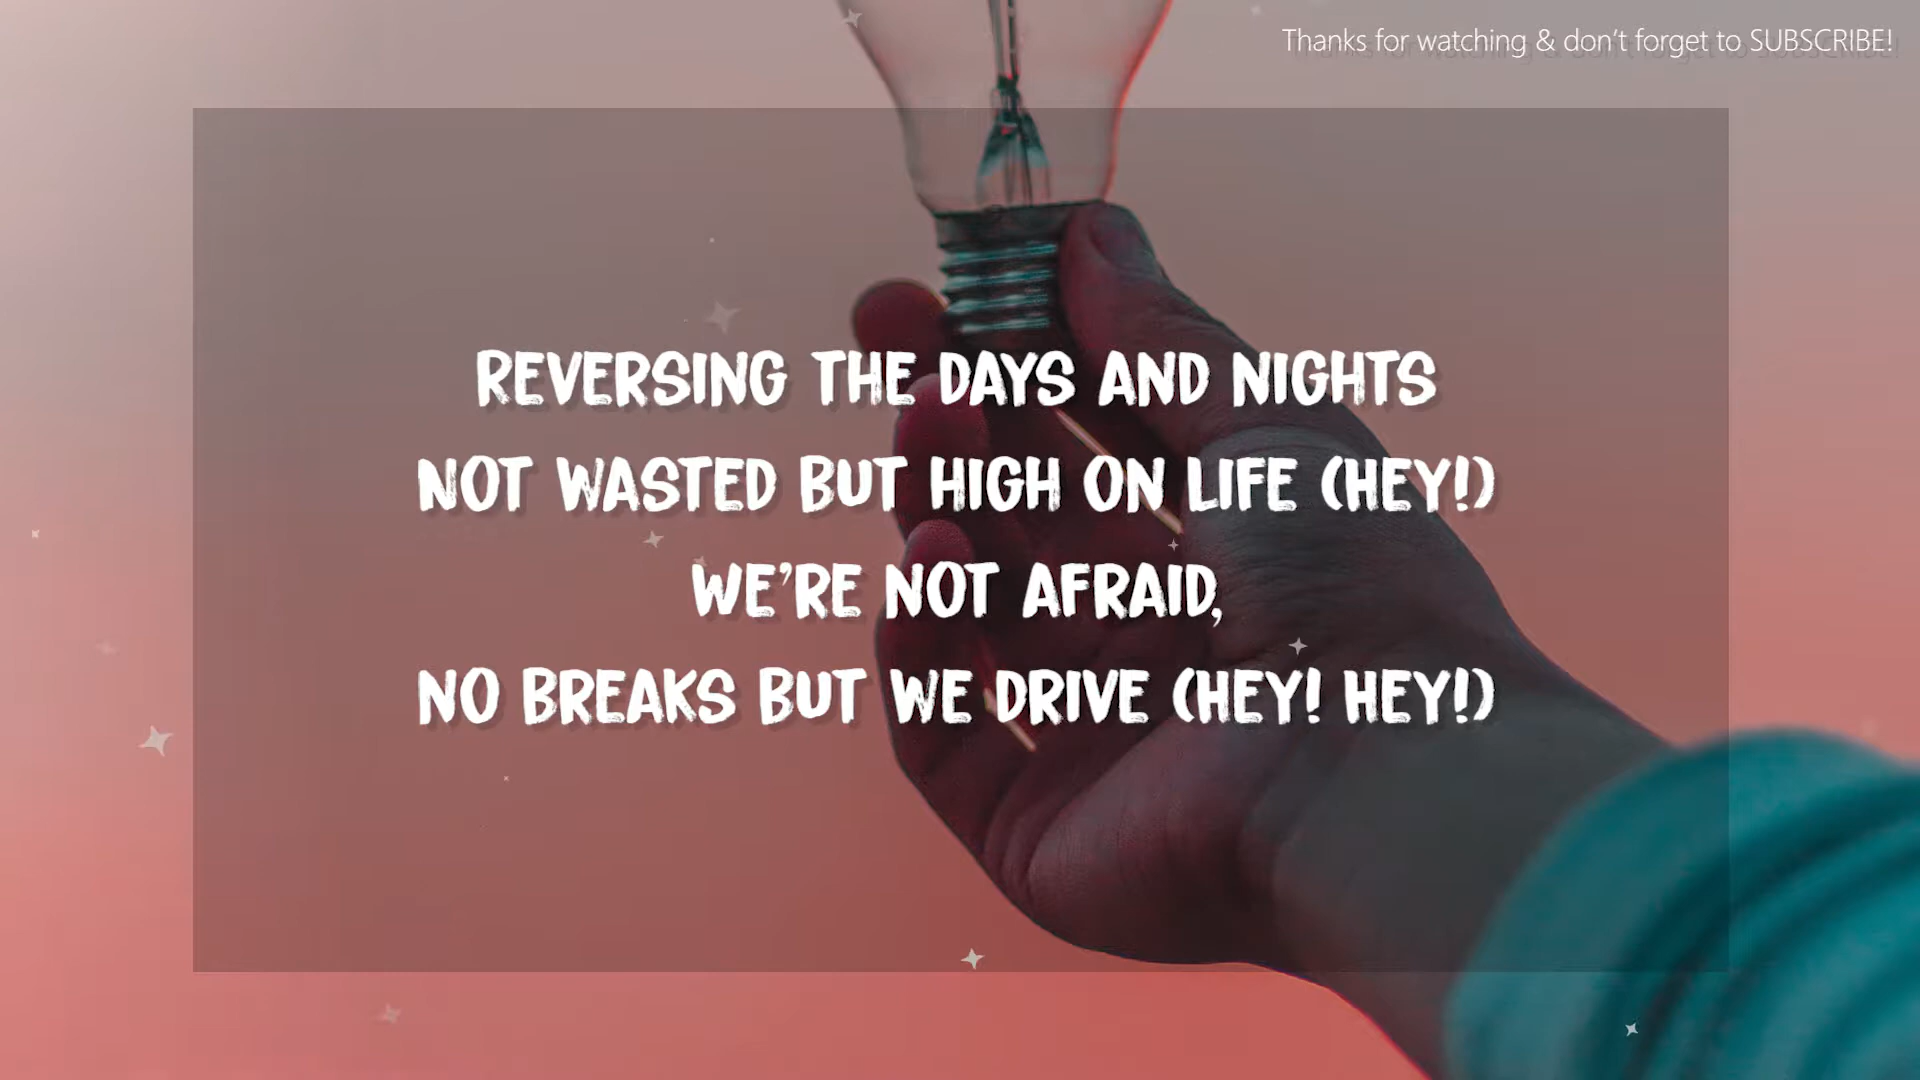 Thanks for watching & don't forget to SUBSCRIBE!
REVERSING THE DAYS AND NIGHTS
NOT WASTED BUT HIGH ON LIFE (HEY!)
WE'RE NOT AFRAID,
NO BREAKS BUT WE DRIVE (HEY! HEY!)